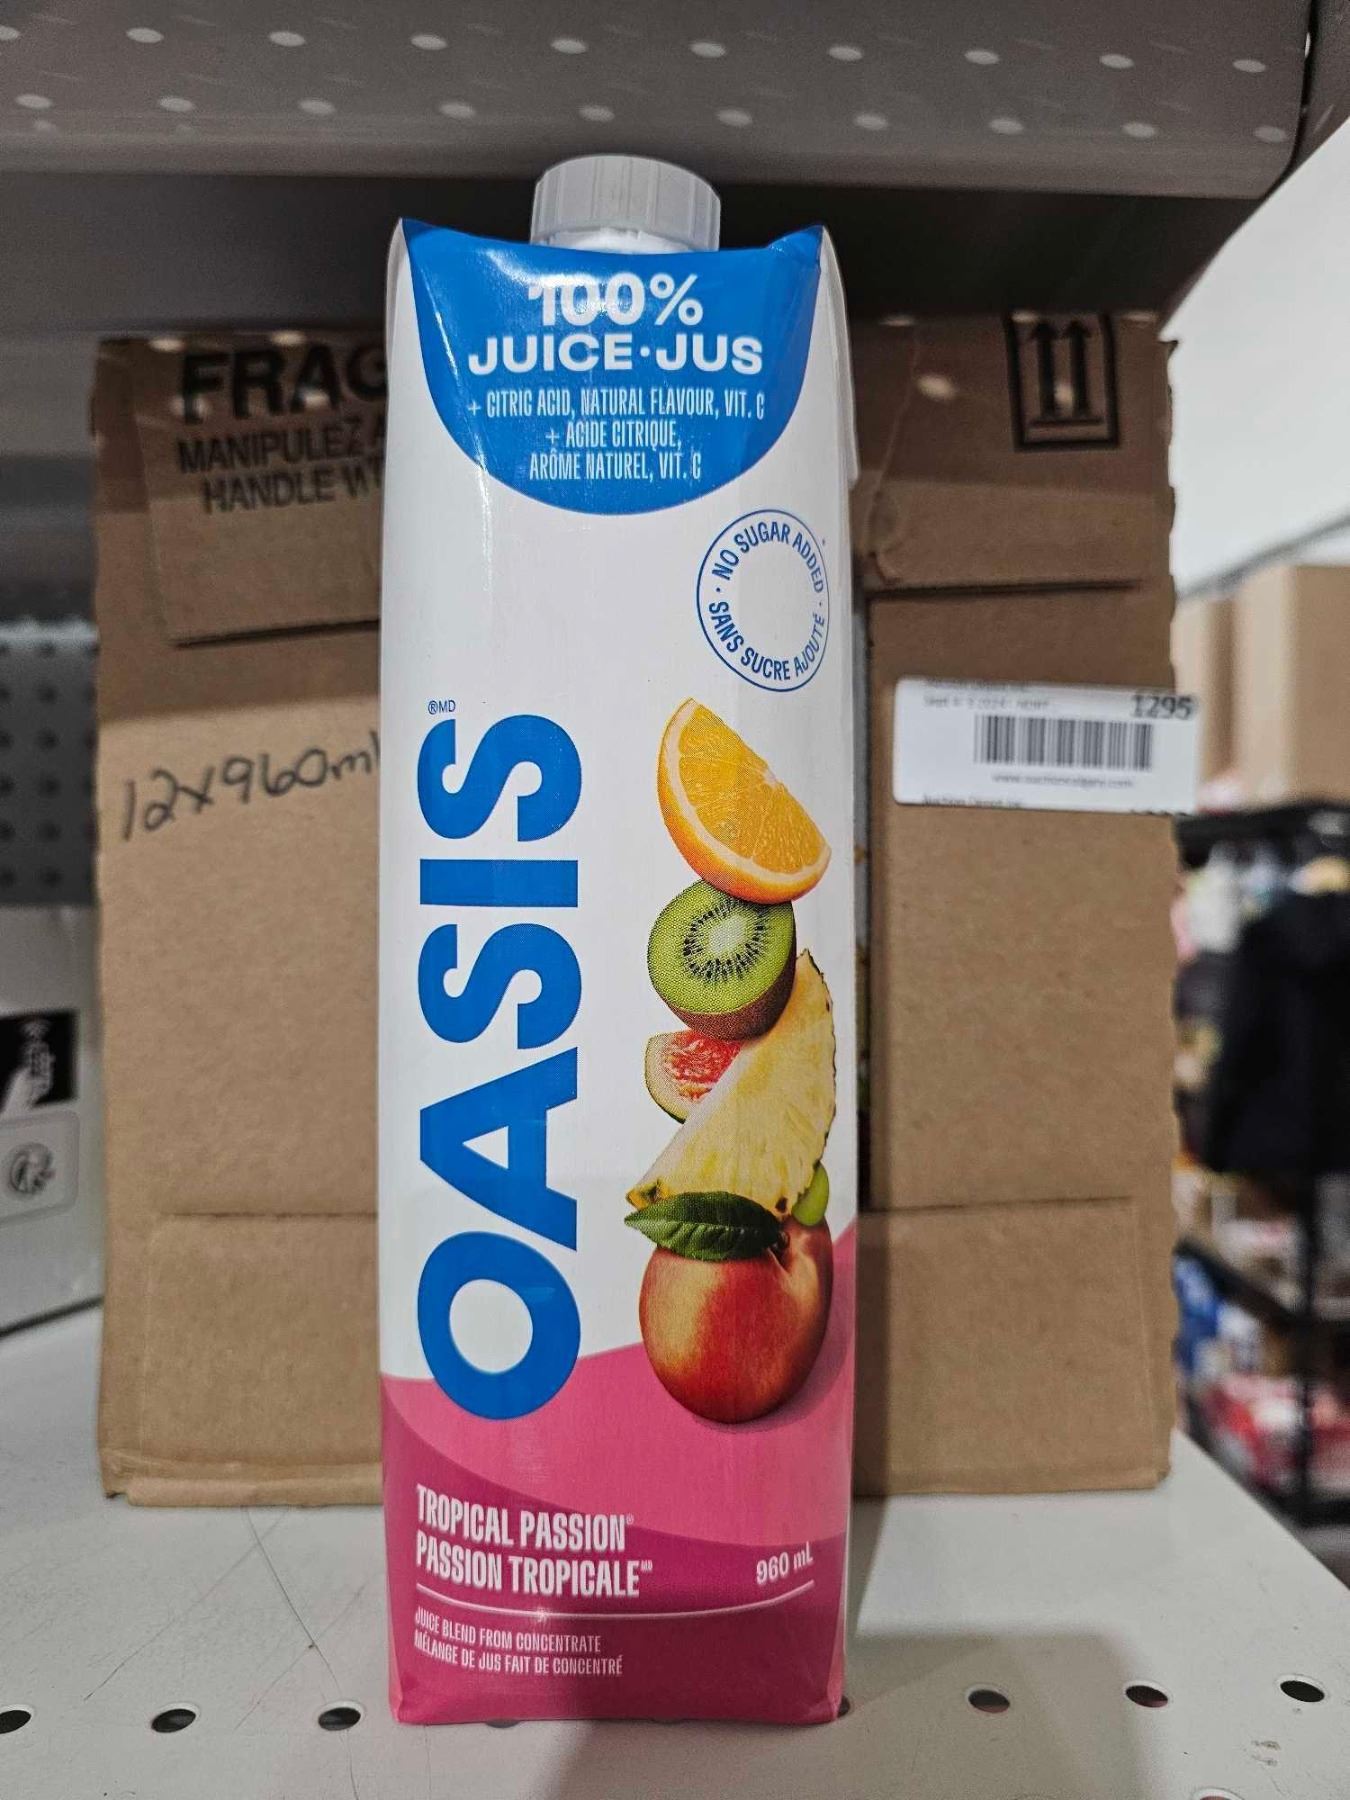 100%
JUICE·JUS
+ CITRIC ACID, NATURAL FLAVOUR, VIT. C
+ ACIDE CITRIQUE,
ARÔME NATUREL, VIT. C
NO SUGAR ADDED ·
SANS SUCRE AJOUTÉ ·
®MD
OASIS
TROPICAL PASSION®
PASSION TROPICALE MD
960 mL
JUICE BLEND FROM CONCENTRATE
MÉLANGE DE JUS FAIT DE CONCENTRÉ
FRAG
MANIPULEZ A
HANDLE WI
12x960ml
1295